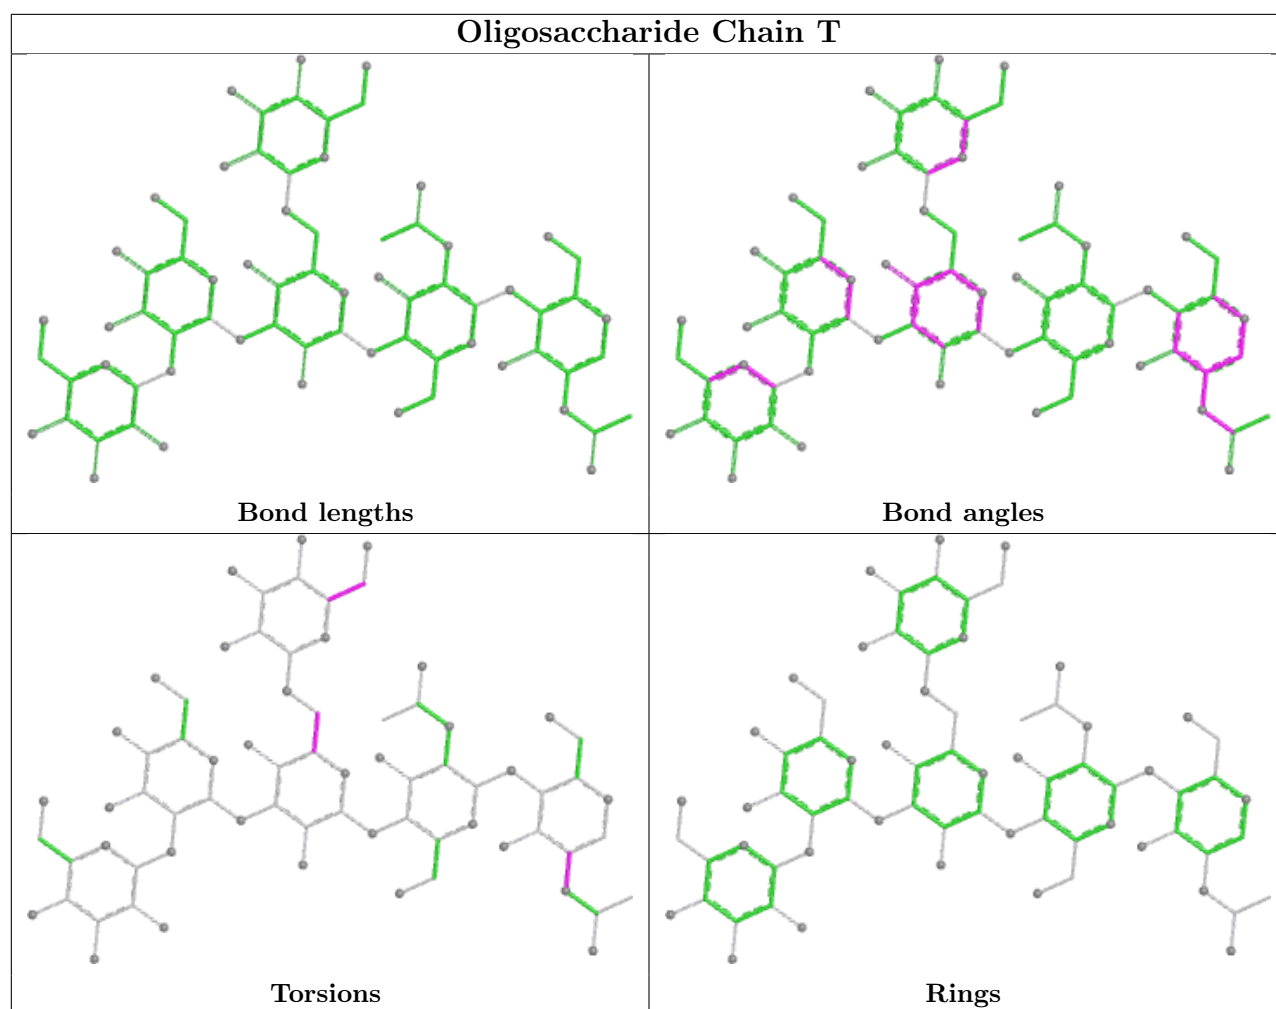 Oligosaccharide Chain T
Bond lengths
Bond angles
Torsions
Rings